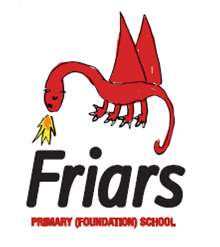 Friars
PRIMARY (FOUNDATION) SCHOOL